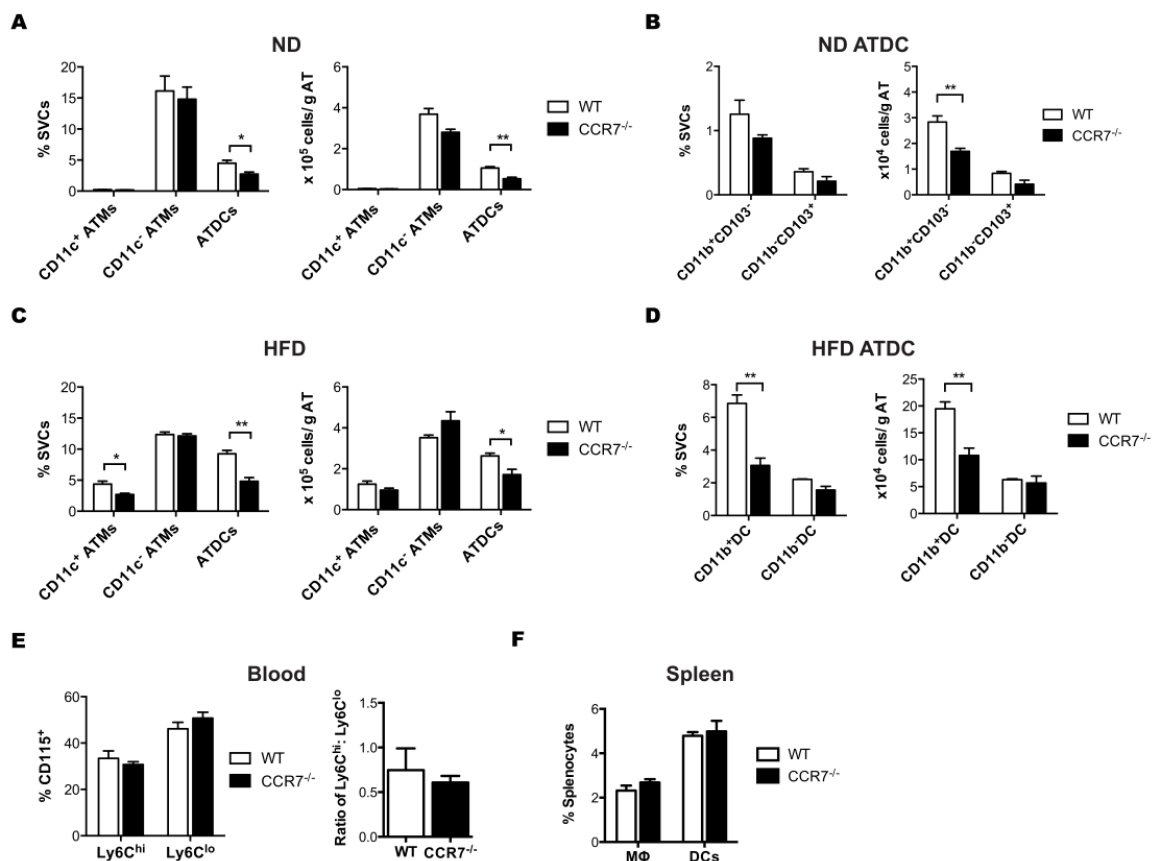 A
ND
% SVCs
20
15
10
5
0
CD11c⁺ ATMs
CD11c⁻ ATMs
ATDCs
*
x 10⁵ cells/ g AT
6
4
2
0
CD11c⁺ ATMs
CD11c⁻ ATMs
ATDCs
**
WT
CCR7⁻/⁻
B
ND ATDC
% SVCs
2
1
0
CD11b⁺CD103⁻
CD11b⁻CD103⁺
x10⁴ cells/g AT
5
4
3
2
1
0
CD11b⁺CD103⁻
CD11b⁻CD103⁺
**
WT
CCR7⁻/⁻
C
HFD
% SVCs
20
15
10
5
0
CD11c⁺ ATMs
CD11c⁻ ATMs
ATDCs
*
**
x 10⁵ cells/ g AT
6
4
2
0
CD11c⁺ ATMs
CD11c⁻ ATMs
ATDCs
*
WT
CCR7⁻/⁻
D
HFD ATDC
% SVCs
8
6
4
2
0
CD11b⁺DC
CD11b⁻DC
**
x10⁴ cells/g AT
25
20
15
10
5
0
CD11b⁺DC
CD11b⁻DC
**
WT
CCR7⁻/⁻
E
Blood
% CD115⁺
60
40
20
0
Ly6Cʰⁱ
Ly6Cˡᵒ
WT
CCR7⁻/⁻
Ratio of Ly6Cʰⁱ: Ly6Cˡᵒ
1.5
1.0
0.5
0.0
WT
CCR7⁻/⁻
F
Spleen
% Splenocytes
6
4
2
0
MΦ
DCs
WT
CCR7⁻/⁻